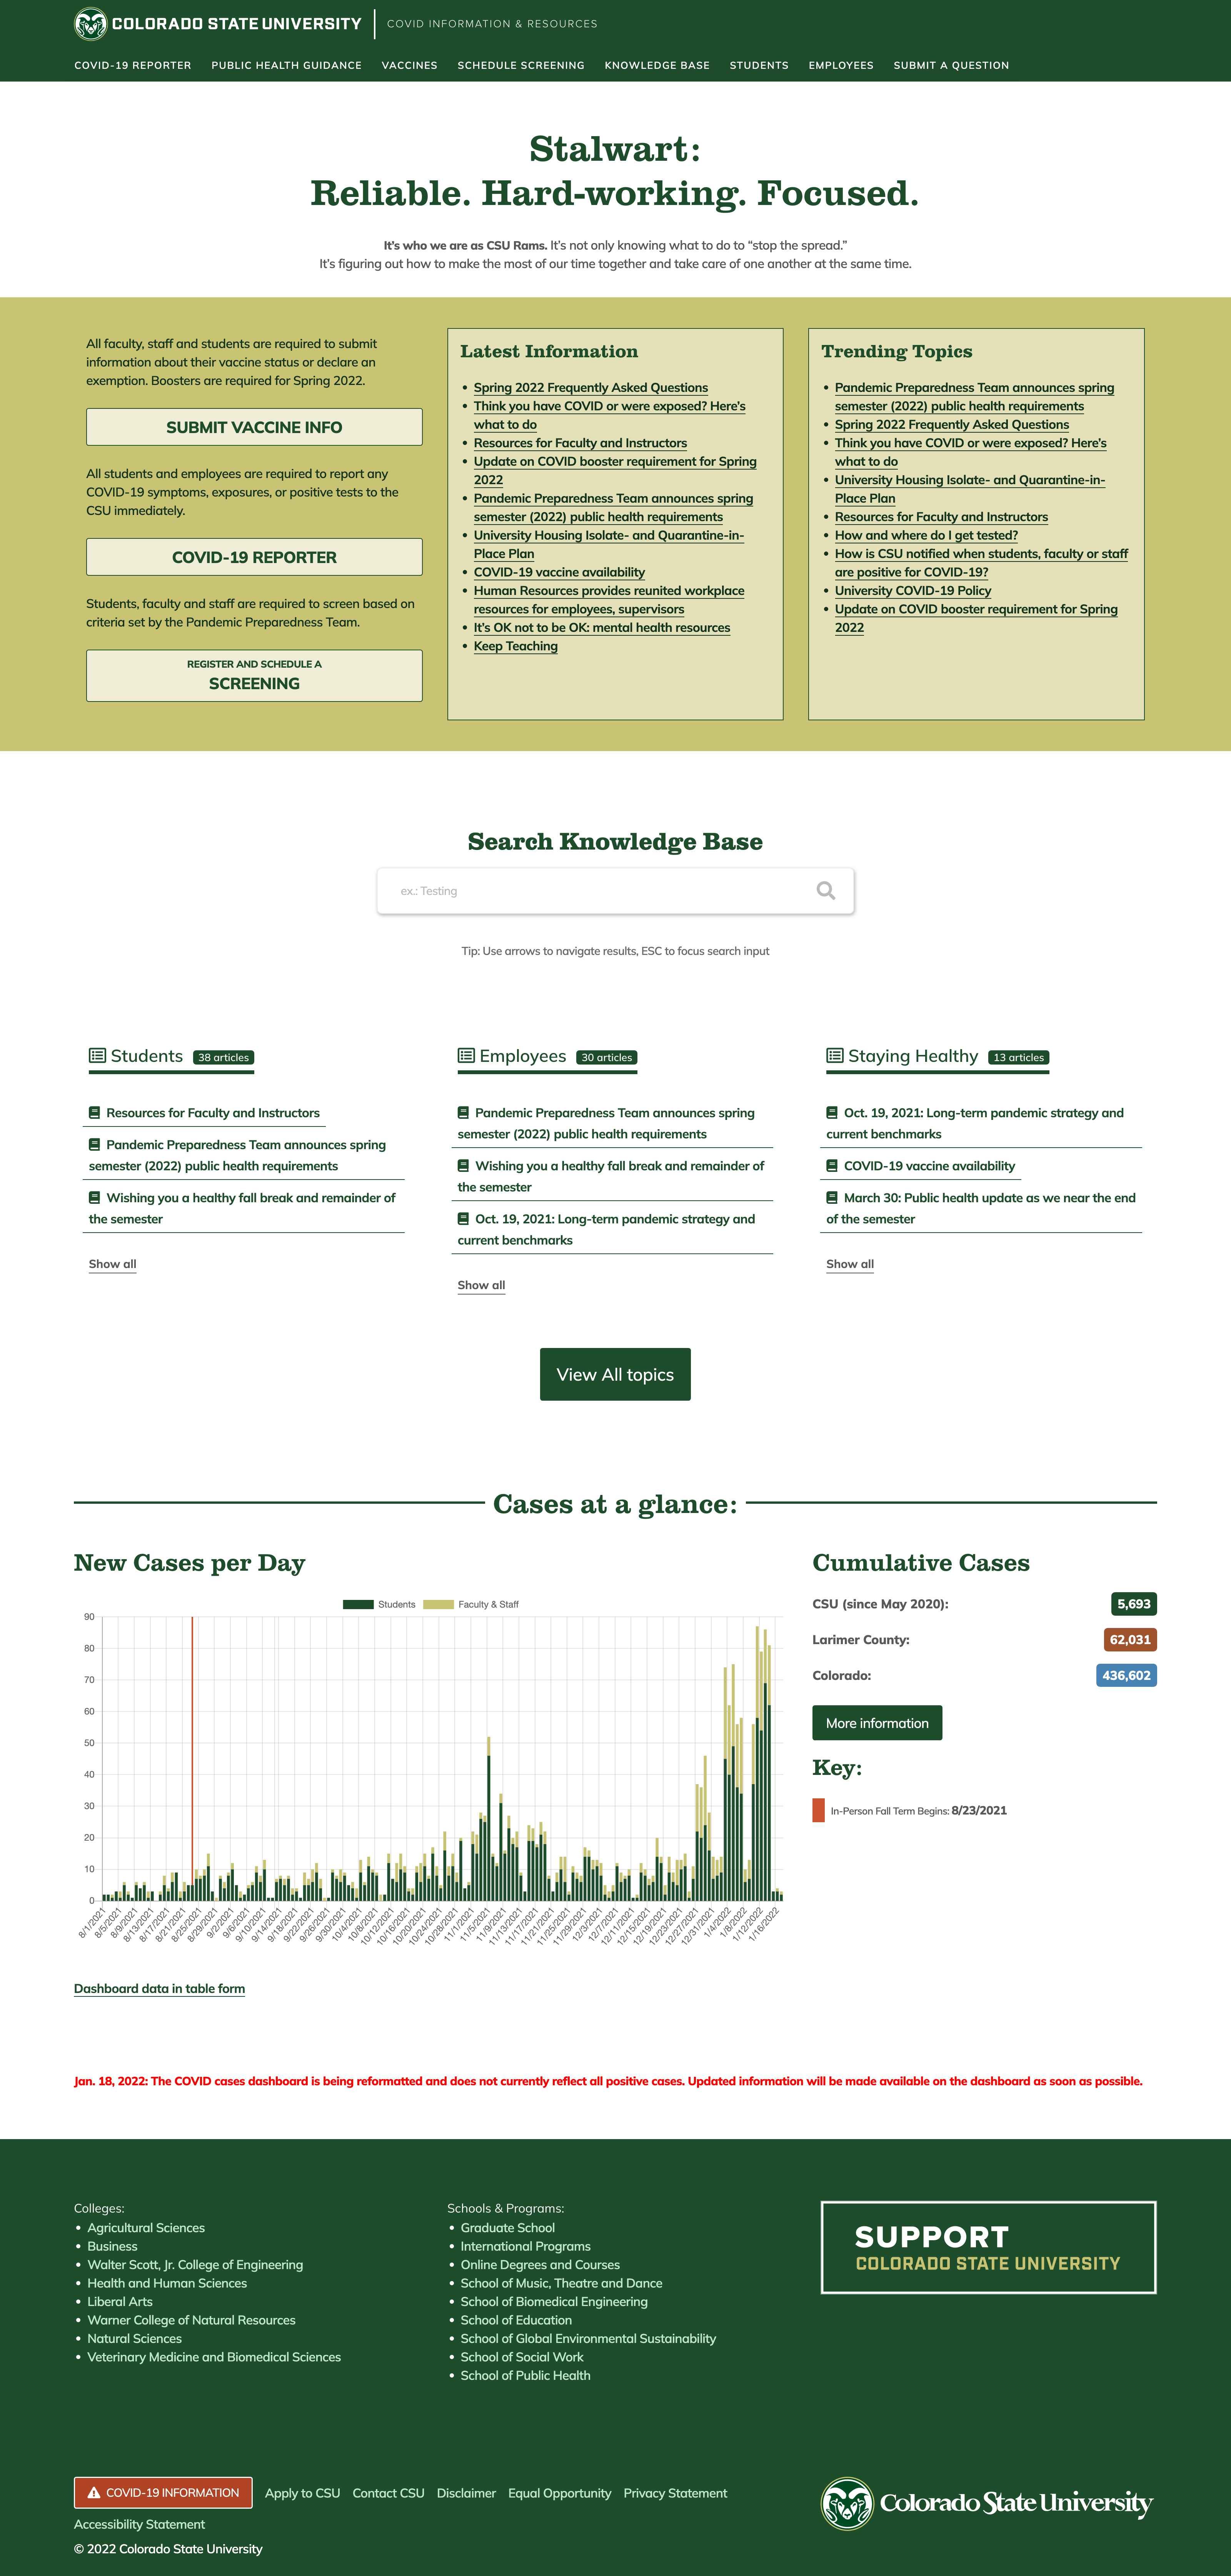 COLORADO STATE UNIVERSITY
COVID INFORMATION & RESOURCES
COVID-19 REPORTER PUBLIC HEALTH GUIDANCE VACCINES SCHEDULE SCREENING KNOWLEDGE BASE STUDENTS EMPLOYEES SUBMIT A QUESTION
Stalwart:
Reliable. Hard-working. Focused.
It's who we are as CSU Rams. It's not only knowing what to do to “stop the spread.”
It's figuring out how to make the most of our time together and take care of one another at the same time.
All faculty, staff and students are required to submit
information about their vaccine status or declare an
exemption. Boosters are required for Spring 2022.
SUBMIT VACCINE INFO
All students and employees are required to report any
COVID-19 symptoms, exposures, or positive tests to the
CSU immediately.
COVID-19 REPORTER
Students, faculty and staff are required to screen based on
criteria set by the Pandemic Preparedness Team.
REGISTER AND SCHEDULE A
SCREENING
Latest Information
• Spring 2022 Frequently Asked Questions
• Think you have COVID or were exposed? Here's
what to do
• Resources for Faculty and Instructors
• Update on COVID booster requirement for Spring
2022
• Pandemic Preparedness Team announces spring
semester (2022) public health requirements
• University Housing Isolate- and Quarantine-in-
Place Plan
• COVID-19 vaccine availability
• Human Resources provides reunited workplace
resources for employees, supervisors
• It's OK not to be OK: mental health resources
• Keep Teaching
Trending Topics
• Pandemic Preparedness Team announces spring
semester (2022) public health requirements
• Spring 2022 Frequently Asked Questions
• Think you have COVID or were exposed? Here's
what to do
• University Housing Isolate- and Quarantine-in-
Place Plan
• Resources for Faculty and Instructors
• How and where do I get tested?
• How is CSU notified when students, faculty or staff
are positive for COVID-19?
• University COVID-19 Policy
• Update on COVID booster requirement for Spring
2022
Search Knowledge Base
ex.: Testing
Tip: Use arrows to navigate results, ESC to focus search input
Students 38 articles
Resources for Faculty and Instructors
Pandemic Preparedness Team announces spring
semester (2022) public health requirements
Wishing you a healthy fall break and remainder of
the semester
Show all
Employees 30 articles
Pandemic Preparedness Team announces spring
semester (2022) public health requirements
Wishing you a healthy fall break and remainder of
the semester
Oct. 19, 2021: Long-term pandemic strategy and
current benchmarks
Show all
Staying Healthy 13 articles
Oct. 19, 2021: Long-term pandemic strategy and
current benchmarks
COVID-19 vaccine availability
March 30: Public health update as we near the end
of the semester
Show all
View All topics
Cases at a glance:
New Cases per Day
Students Faculty & Staff
90
80
70
60
50
40
30
20
10
0
8/1/2021 8/5/2021 8/9/2021 8/13/2021 8/17/2021 8/21/2021 8/25/2021 8/29/2021 9/2/2021 9/6/2021 9/10/2021 9/14/2021 9/18/2021 9/22/2021 9/26/2021 9/30/2021 10/4/2021 10/8/2021 10/12/2021 10/16/2021 10/20/2021 10/24/2021 10/28/2021 11/1/2021 11/5/2021 11/9/2021 11/13/2021 11/17/2021 11/21/2021 11/25/2021 11/29/2021 12/3/2021 12/7/2021 12/11/2021 12/15/2021 12/19/2021 12/23/2021 12/27/2021 12/31/2021 1/4/2022 1/8/2022 1/12/2022 1/16/2022
Dashboard data in table form
Cumulative Cases
CSU (since May 2020): 5,693
Larimer County: 62,031
Colorado: 436,602
More information
Key:
In-Person Fall Term Begins: 8/23/2021
Jan. 18, 2022: The COVID cases dashboard is being reformatted and does not currently reflect all positive cases. Updated information will be made available on the dashboard as soon as possible.
Colleges:
• Agricultural Sciences
• Business
• Walter Scott, Jr. College of Engineering
• Health and Human Sciences
• Liberal Arts
• Warner College of Natural Resources
• Natural Sciences
• Veterinary Medicine and Biomedical Sciences
Schools & Programs:
• Graduate School
• International Programs
• Online Degrees and Courses
• School of Music, Theatre and Dance
• School of Biomedical Engineering
• School of Education
• School of Global Environmental Sustainability
• School of Social Work
• School of Public Health
SUPPORT
COLORADO STATE UNIVERSITY
COVID-19 INFORMATION Apply to CSU Contact CSU Disclaimer Equal Opportunity Privacy Statement
Accessibility Statement
© 2022 Colorado State University
Colorado State University